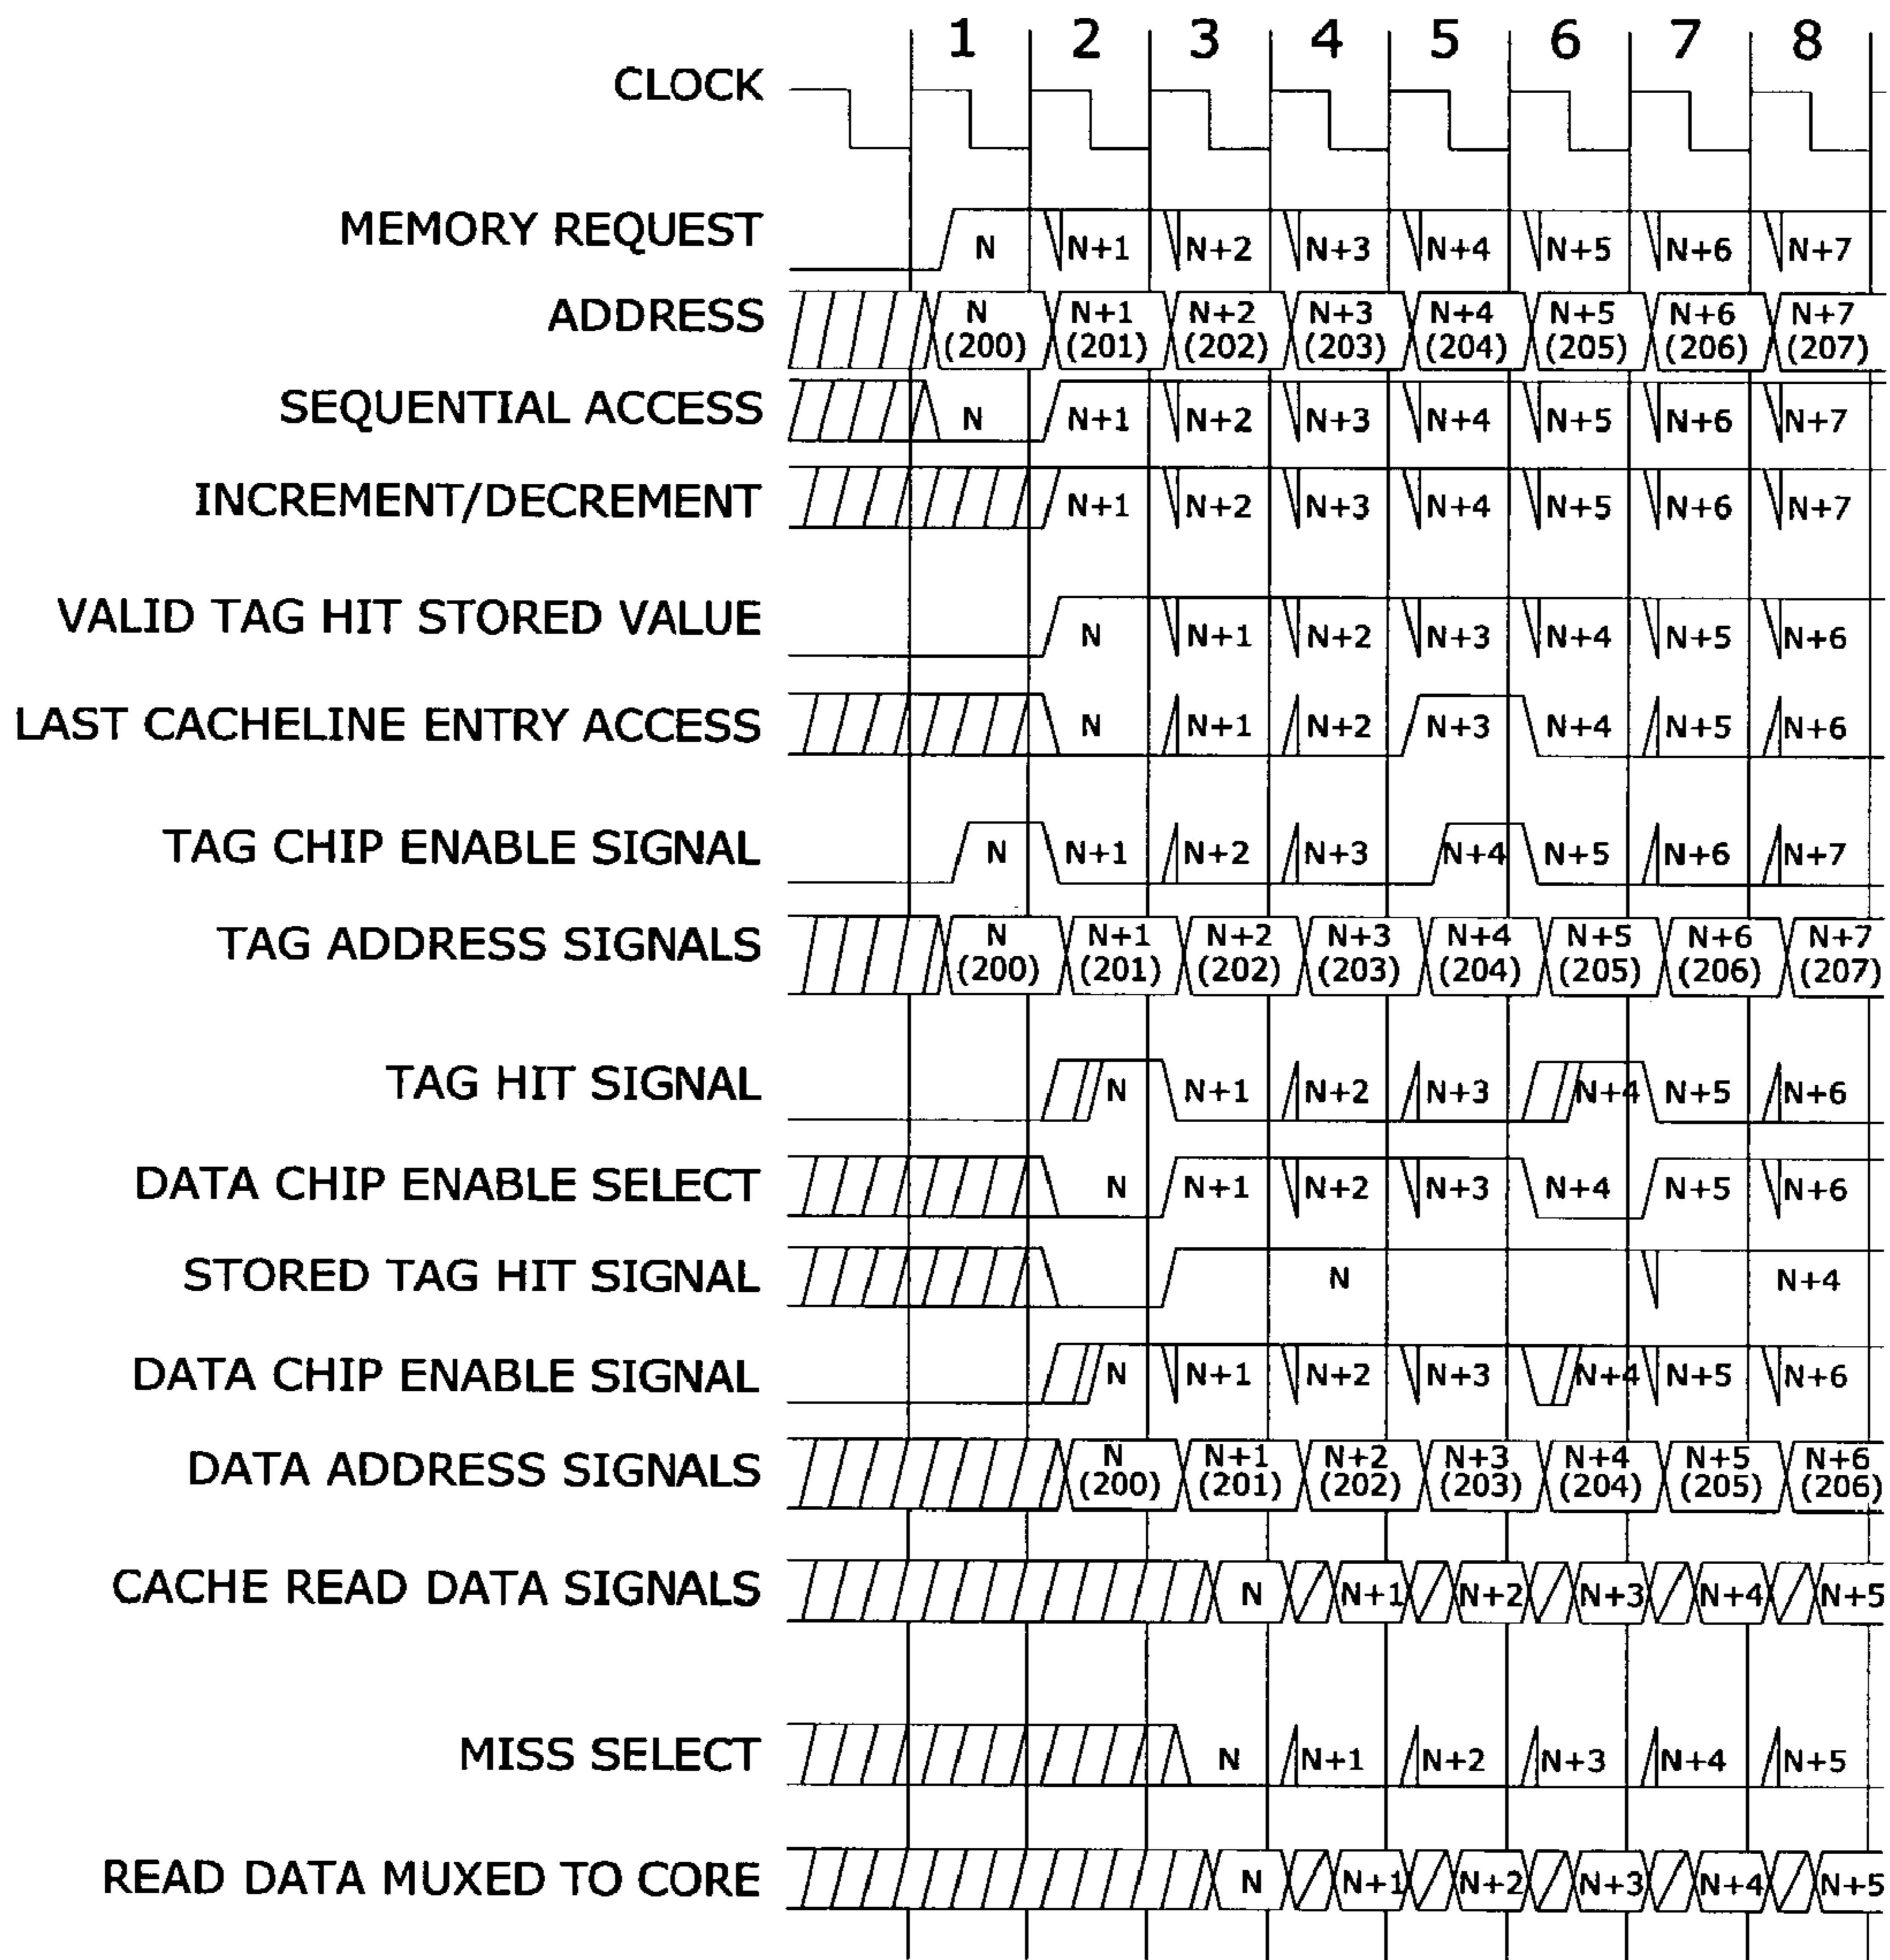 1 2 3 4 5 6 7 8
CLOCK
MEMORY REQUEST N N+1 N+2 N+3 N+4 N+5 N+6 N+7
ADDRESS N (200) N+1 (201) N+2 (202) N+3 (203) N+4 (204) N+5 (205) N+6 (206) N+7 (207)
SEQUENTIAL ACCESS N N+1 N+2 N+3 N+4 N+5 N+6 N+7
INCREMENT/DECREMENT N+1 N+2 N+3 N+4 N+5 N+6 N+7
VALID TAG HIT STORED VALUE N N+1 N+2 N+3 N+4 N+5 N+6
LAST CACHELINE ENTRY ACCESS N N+1 N+2 N+3 N+4 N+5 N+6
TAG CHIP ENABLE SIGNAL N N+1 N+2 N+3 N+4 N+5 N+6 N+7
TAG ADDRESS SIGNALS N (200) N+1 (201) N+2 (202) N+3 (203) N+4 (204) N+5 (205) N+6 (206) N+7 (207)
TAG HIT SIGNAL N N+1 N+2 N+3 N+4 N+5 N+6
DATA CHIP ENABLE SELECT N N+1 N+2 N+3 N+4 N+5 N+6
STORED TAG HIT SIGNAL N N+4
DATA CHIP ENABLE SIGNAL N N+1 N+2 N+3 N+4 N+5 N+6
DATA ADDRESS SIGNALS N (200) N+1 (201) N+2 (202) N+3 (203) N+4 (204) N+5 (205) N+6 (206)
CACHE READ DATA SIGNALS N N+1 N+2 N+3 N+4 N+5
MISS SELECT N N+1 N+2 N+3 N+4 N+5
READ DATA MUXED TO CORE N N+1 N+2 N+3 N+4 N+5